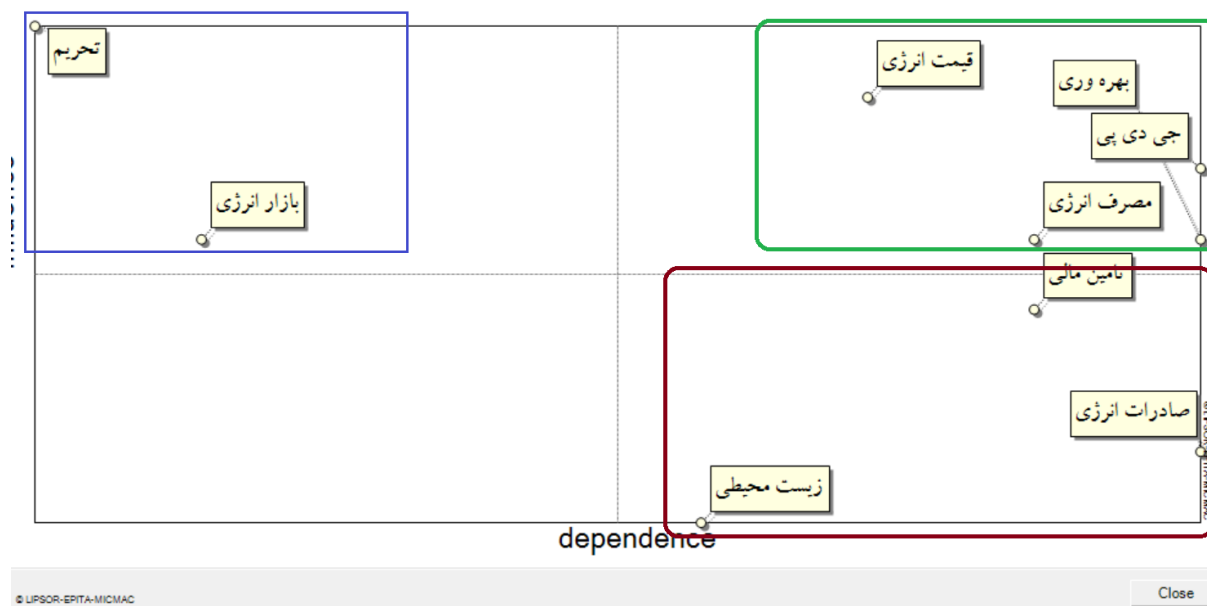 تحریم
قیمت انرژی
بهره وری
جی دی پی
بازار انرژی
مصرف انرژی
تامین مالی
صادرات انرژی
زیست محیطی
dependence
© LIPSOR-EPITA-MICMAC
Close